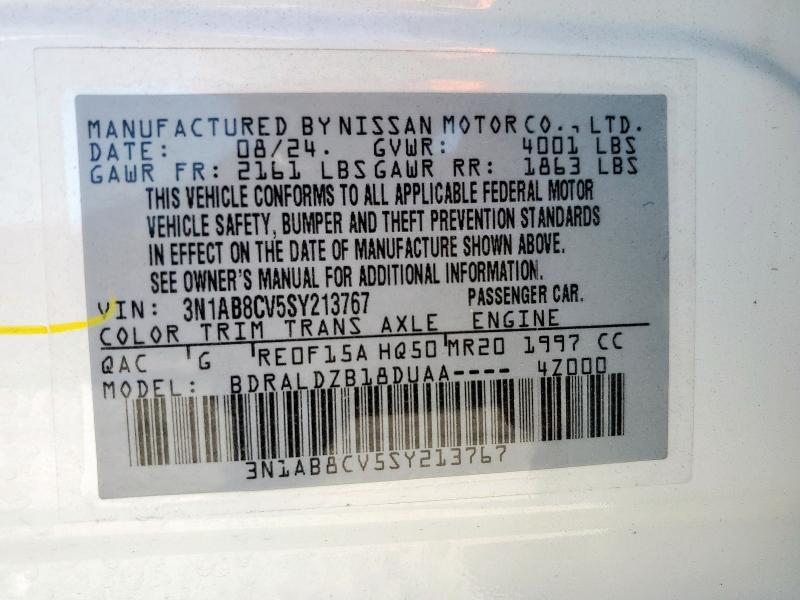 MANUFACTURED BY NISSAN MOTOR CO., LTD.
DATE: 08/24. GVWR: 4001 LBS
GAWR FR: 2161 LBS GAWR RR: 1863 LBS
THIS VEHICLE CONFORMS TO ALL APPLICABLE FEDERAL MOTOR
VEHICLE SAFETY, BUMPER AND THEFT PREVENTION STANDARDS
IN EFFECT ON THE DATE OF MANUFACTURE SHOWN ABOVE.
SEE OWNER'S MANUAL FOR ADDITIONAL INFORMATION.
VIN: 3N1AB8CV5SY213767 PASSENGER CAR.
COLOR TRIM TRANS AXLE ENGINE
QAC G RE0F15A HQ50 MR20 1997 CC
MODEL: BDRALDZB18DUAA---- 4Z000
3N1AB8CV5SY213767